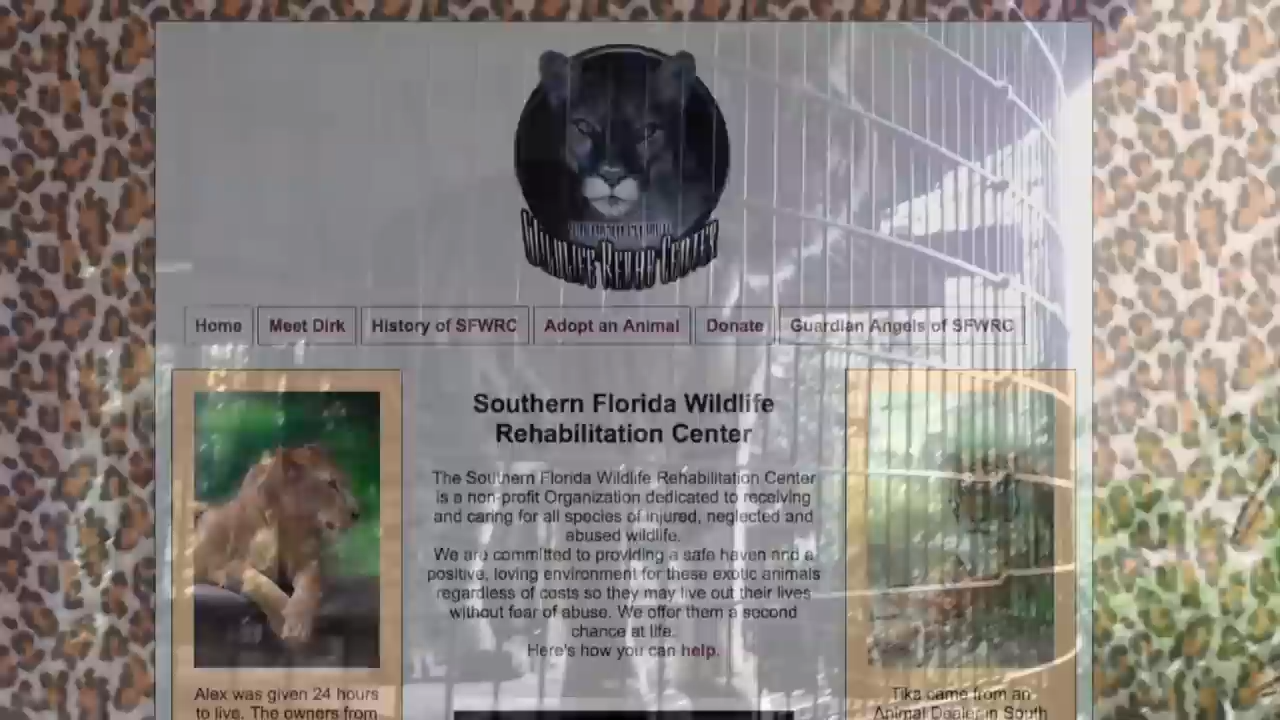 WILDLIFE REHAB CENTER
Home
Meet Dirk
History of SFWRC
Adopt an Animal
Donate
Guardian Angels of SFWRC
Southern Florida Wildlife
Rehabilitation Center
The Southern Florida Wildlife Rehabilitation Center
is a non-profit Organization dedicated to receiving
and caring for all species of injured, neglected and
abused wildlife.
We are committed to providing a safe haven and a
positive, loving environment for these exotic animals
regardless of costs so they may live out their lives
without fear of abuse. We offer them a second
chance at life.
Here's how you can help.
Alex was given 24 hours
to live. The owners from
Tika came from an
Animal Dealer in South